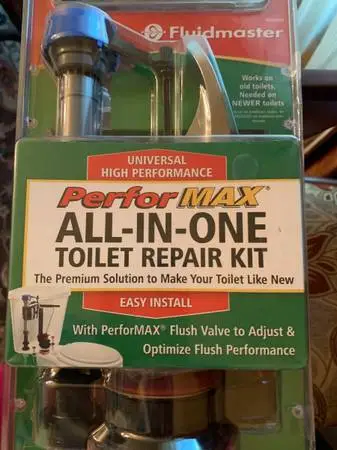 Fluidmaster
Works on
old toilets.
Needed on
NEWER toilets
UNIVERSAL
HIGH PERFORMANCE
PerforMAX®
ALL-IN-ONE
TOILET REPAIR KIT
The Premium Solution to Make Your Toilet Like New
EASY INSTALL
With PerforMAX® Flush Valve to Adjust &
Optimize Flush Performance